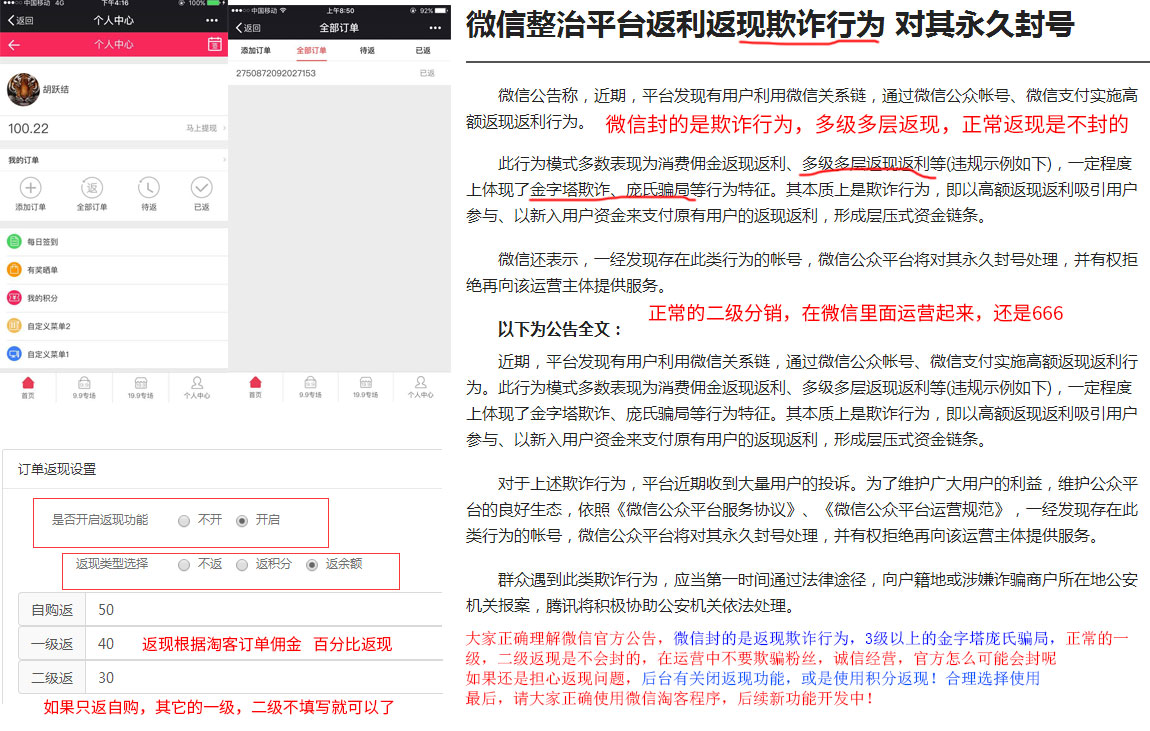 中国移动 4G
下午4:16
100%
返回
个人中心
个人中心
胡跃结
100.22
马上提现
我的订单
添加订单
全部订单
待返
已返
每日签到
有奖晒单
我的积分
自定义菜单2
自定义菜单1
首页
9.9专场
19.9专场
个人中心
中国移动
上午8:50
92%
返回
全部订单
添加订单
全部订单
待返
已返
2750872092027153
已返
首页
9.9专场
19.9专场
个人中心
订单返现设置
是否开启返现功能
不开
开启
返现类型选择
不返
返积分
返余额
自购返
50
一级返
40
返现根据淘客订单佣金 百分比返现
二级返
30
如果只返自购，其它的一级，二级不填写就可以了
微信整治平台返利返现欺诈行为 对其永久封号
微信公告称，近期，平台发现有用户利用微信关系链，通过微信公众帐号、微信支付实施高
额返现返利行为。
微信封的是欺诈行为，多级多层返现，正常返现是不封的
此行为模式多数表现为消费佣金返现返利、多级多层返现返利等(违规示例如下)，一定程度
上体现了金字塔欺诈、庞氏骗局等行为特征。其本质上是欺诈行为，即以高额返现返利吸引用户
参与、以新入用户资金来支付原有用户的返现返利，形成层压式资金链条。
微信还表示，一经发现存在此类行为的帐号，微信公众平台将对其永久封号处理，并有权拒
绝再向该运营主体提供服务。
正常的二级分销，在微信里面运营起来，还是666
以下为公告全文：
近期，平台发现有用户利用微信关系链，通过微信公众帐号、微信支付实施高额返现返利行
为。此行为模式多数表现为消费佣金返现返利、多级多层返现返利等(违规示例如下)，一定程度
上体现了金字塔欺诈、庞氏骗局等行为特征。其本质上是欺诈行为，即以高额返现返利吸引用户
参与、以新入用户资金来支付原有用户的返现返利，形成层压式资金链条。
对于上述欺诈行为，平台近期收到大量用户的投诉。为了维护广大用户的利益，维护公众平
台的良好生态，依照《微信公众平台服务协议》、《微信公众平台运营规范》，一经发现存在此
类行为的帐号，微信公众平台将对其永久封号处理，并有权拒绝再向该运营主体提供服务。
群众遇到此类欺诈行为，应当第一时间通过法律途径，向户籍地或涉嫌诈骗商户所在地公安
机关报案，腾讯将积极协助公安机关依法处理。
大家正确理解微信官方公告，微信封的是返现欺诈行为，3级以上的金字塔庞氏骗局，正常的一
级，二级返现是不会封的，在运营中不要欺骗粉丝，诚信经营，官方怎么可能会封呢
如果还是担心返现问题，后台有关闭返现功能，或是使用积分返现！合理选择使用
最后，请大家正确使用微信淘客程序，后续新功能开发中！